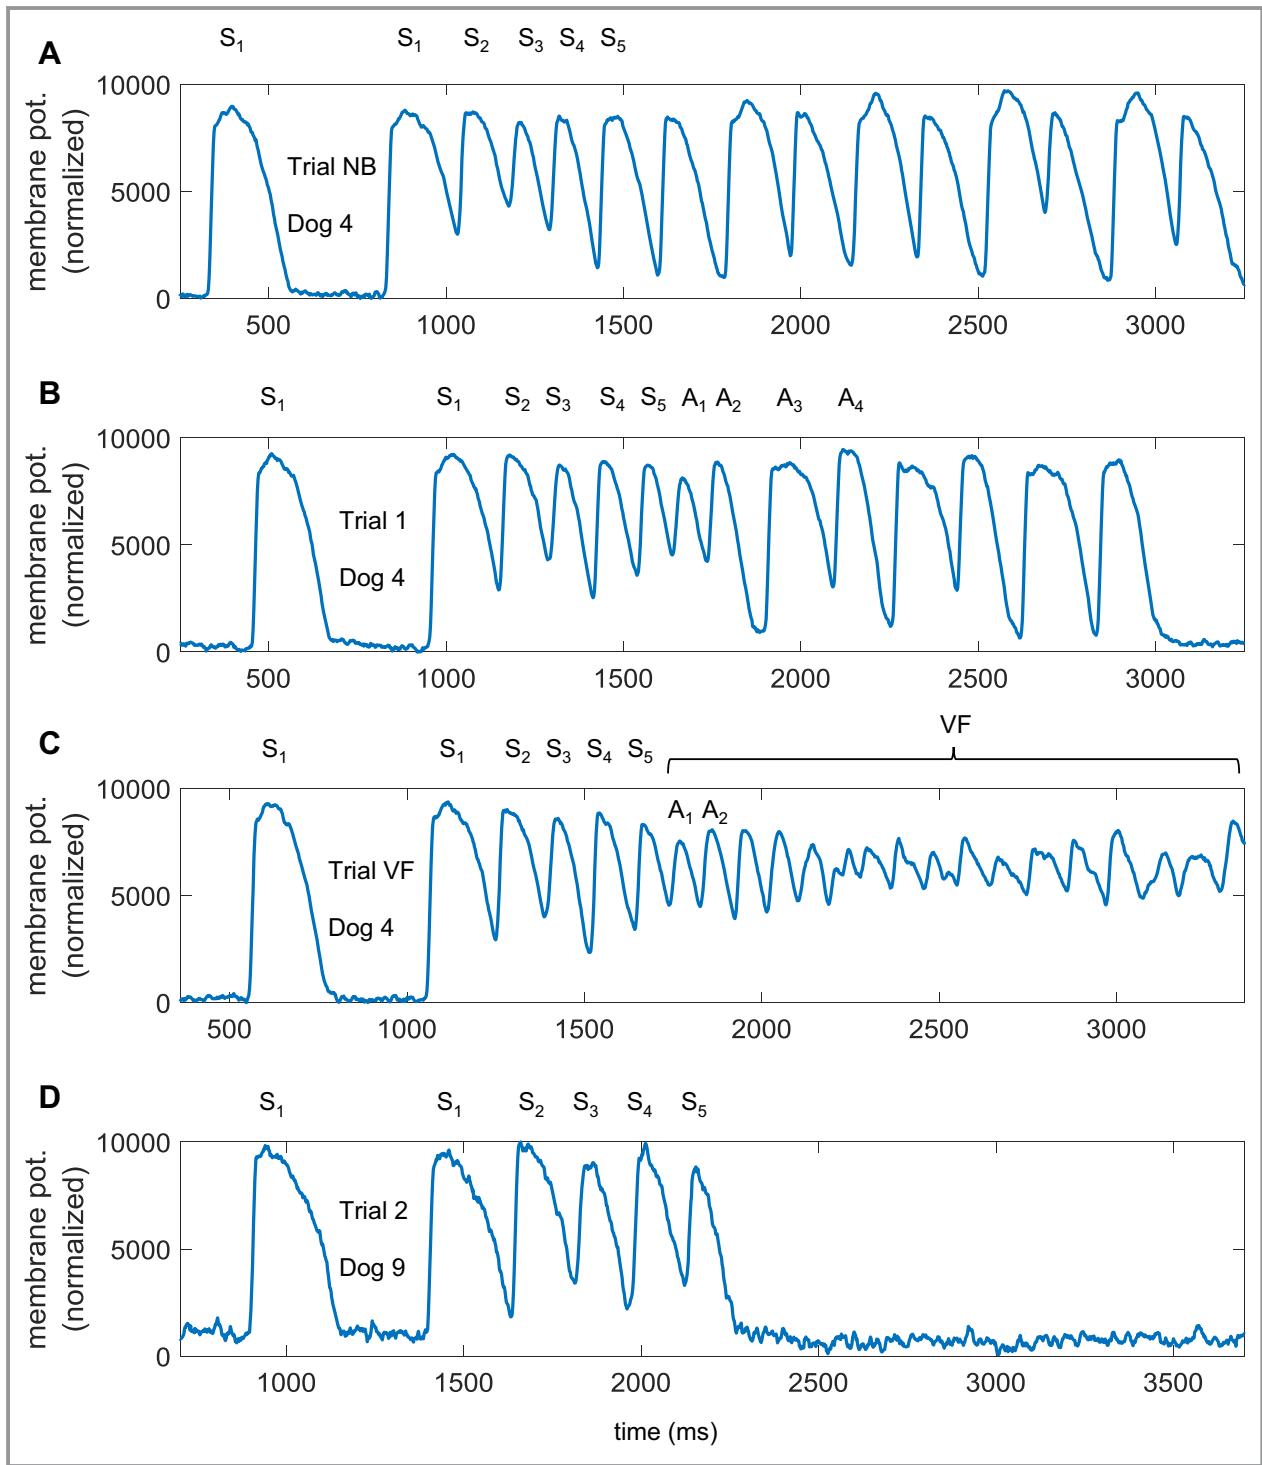 A
S1 S1 S2 S3 S4 S5
membrane pot.
(normalized)
10000
5000
0
Trial NB
Dog 4
500 1000 1500 2000 2500 3000
B
S1 S1 S2 S3 S4 S5 A1 A2 A3 A4
membrane pot.
(normalized)
10000
5000
0
Trial 1
Dog 4
500 1000 1500 2000 2500 3000
VF
C
S1 S1 S2 S3 S4 S5
membrane pot.
(normalized)
10000
5000
0
A1 A2
Trial VF
Dog 4
500 1000 1500 2000 2500 3000
D
S1 S1 S2 S3 S4 S5
membrane pot.
(normalized)
10000
5000
0
Trial 2
Dog 9
1000 1500 2000 2500 3000 3500
time (ms)